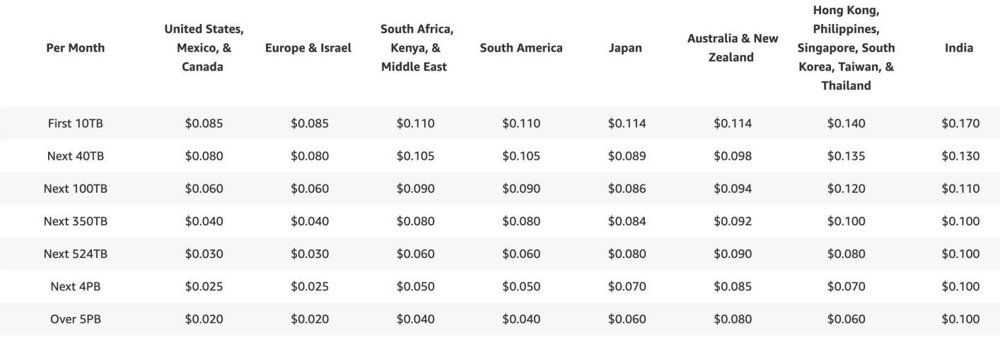 Per Month
United States,
Mexico, &
Canada
Europe & Israel
South Africa,
Kenya, &
Middle East
South America
Japan
Australia & New
Zealand
Hong Kong,
Philippines,
Singapore, South
Korea, Taiwan, &
Thailand
India
First 10TB $0.085 $0.085 $0.110 $0.110 $0.114 $0.114 $0.140 $0.170
Next 40TB $0.080 $0.080 $0.105 $0.105 $0.089 $0.098 $0.135 $0.130
Next 100TB $0.060 $0.060 $0.090 $0.090 $0.086 $0.094 $0.120 $0.110
Next 350TB $0.040 $0.040 $0.080 $0.080 $0.084 $0.092 $0.100 $0.100
Next 524TB $0.030 $0.030 $0.060 $0.060 $0.080 $0.090 $0.080 $0.100
Next 4PB $0.025 $0.025 $0.050 $0.050 $0.070 $0.085 $0.070 $0.100
Over 5PB $0.020 $0.020 $0.040 $0.040 $0.060 $0.080 $0.060 $0.100